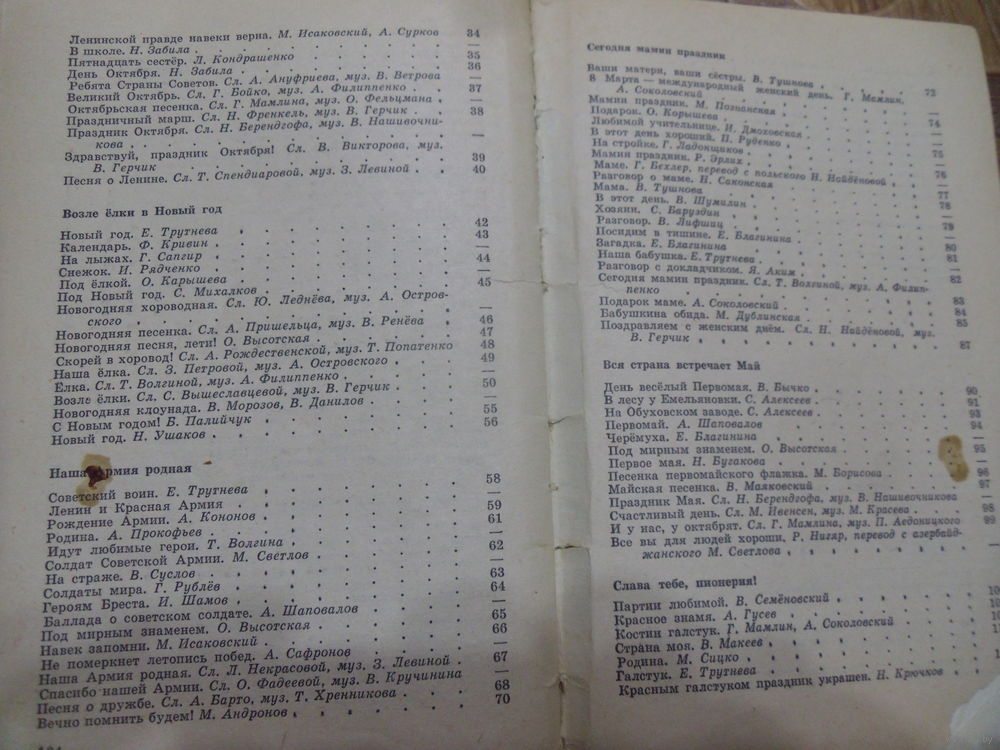 Ленинской правде навеки верна. М. Исаковский, А. Сурков 34
В школе. Н. Забила —
Пятнадцать сестёр. Л. Кондрашенко 35
День Октября. Н. Забила 36
Ребята Страны Советов. Сл. А. Ануфриева, муз. В. Ветрова —
Великий Октябрь. Сл. Г. Бойко, муз. А. Филиппенко 37
Октябрьская песенка. Сл. Г. Мамлина, муз. О. Фельцмана —
Праздничный марш. Сл. Н. Френкель, муз. В. Герчик 38
Праздник Октября. Сл. Н. Берендгофа, муз. В. Нашивочни-
кова —
Здравствуй, праздник Октября! Сл. В. Викторова, муз.
В. Герчик 39
Песня о Ленине. Сл. Т. Спендиаровой, муз. З. Левиной 40
Возле ёлки в Новый год
Новый год. Е. Трутнева 42
Календарь. Ф. Кривин 43
На лыжах. Г. Сапгир —
Снежок. И. Рядченко 44
Под ёлкой. О. Карышева —
Под Новый год. С. Михалков 45
Новогодняя хороводная. Сл. Ю. Леднёва, муз. А. Остров-
ского —
Новогодняя песенка. Сл. А. Пришельца, муз. В. Ренёва 46
Новогодняя песня, лети! О. Высотская 47
Скорей в хоровод! Сл. А. Рождественской, муз. Т. Попатенко 48
Наша ёлка. Сл. З. Петровой, муз. А. Островского 49
Ёлка. Сл. Т. Волгиной, муз. А. Филиппенко —
Возле ёлки. Сл. С. Вышеславцевой, муз. В. Герчик 50
Новогодняя клоунада. В. Морозов, В. Данилов —
С Новым годом! Б. Палийчук 55
Новый год. Н. Ушаков 56
Наша Армия родная
Советский воин. Е. Трутнева 58
Ленин и Красная Армия —
Рождение Армии. А. Кононов 59
Родина. А. Прокофьев 61
Идут любимые герои. Т. Волгина —
Солдат Советской Армии. М. Светлов 62
На страже. В. Суслов —
Солдаты мира. Г. Рублёв 63
Героям Бреста. И. Шамов 64
Баллада о советском солдате. А. Шаповалов —
Под мирным знаменем. О. Высотская 65
Навек запомни. М. Исаковский 66
Не померкнет летопись побед. А. Сафронов —
Наша Армия родная. Сл. Л. Некрасовой, муз. З. Левиной 67
Спасибо нашей Армии. Сл. О. Фадеевой, муз. В. Кручинина —
Песня о дружбе. Сл. А. Барто, муз. Т. Хренникова 68
Вечно помнить будем! М. Андронов 70
Сегодня мамин праздник
Ваши матери, ваши сёстры. В. Тушнова
8 Марта — международный женский день. Г. Мамлин, 72
А. Соколовский
Мамин праздник. М. Познанская —
Подарок. О. Корышева
Любимой учительнице. И. Дмоховская 74
В этот день хороший. П. Руденко —
На стройке. Г. Ладонщиков
Мамин праздник. Р. Эрлих 75
Маме. Г. Бехлер, перевод с польского Н. Найдёновой —
Разговор о маме. Н. Саконская 76
Мама. В. Тушнова —
В этот день. В. Шумилин 77
Хозяин. С. Баруздин 78
Разговор. В. Лифшиц —
Посидим в тишине. Е. Благинина 79
Загадка. Е. Благинина —
Наша бабушка. Е. Трутнева 80
Разговор с докладчиком. Я. Аким 81
Сегодня мамин праздник. Сл. Т. Волгиной, муз. А. Филип- 82
пенко
Подарок маме. А. Соколовский 83
Бабушкина обида. М. Дублинская 84
Поздравляем с женским днём. Сл. Н. Найдёновой, муз. 85
В. Герчик 87
Вся страна встречает Май
День весёлый Первомая. В. Бычко 90
В лесу у Емельяновки. С. Алексеев 91
На Обуховском заводе. С. Алексеев 93
Первомай. А. Шаповалов 94
Черёмуха. Е. Благинина —
Под мирным знаменем. О. Высотская 95
Первое мая. Н. Бугакова —
Песенка первомайского флажка. М. Борисова 96
Майская песенка. В. Маяковский 97
Праздник Мая. Сл. Н. Берендгофа, муз. В. Нашивочникова —
Счастливый день. Сл. М. Ивенсен, муз. М. Красева 98
И у нас, у октябрят. Сл. Г. Мамлина, муз. П. Аедоницкого 99
Все вы для людей хороши. Р. Нигяр, перевод с азербайд-
жанского М. Светлова —
Слава тебе, пионерия!
Партии любимой. В. Семёновский
Красное знамя. А. Гусев
Костин галстук. Г. Мамлин, А. Соколовский
Страна моя. В. Максеев
Родина. М. Сицко
Галстук. Е. Трутнева
Красным галстуком праздник украшен. Н. Крючков